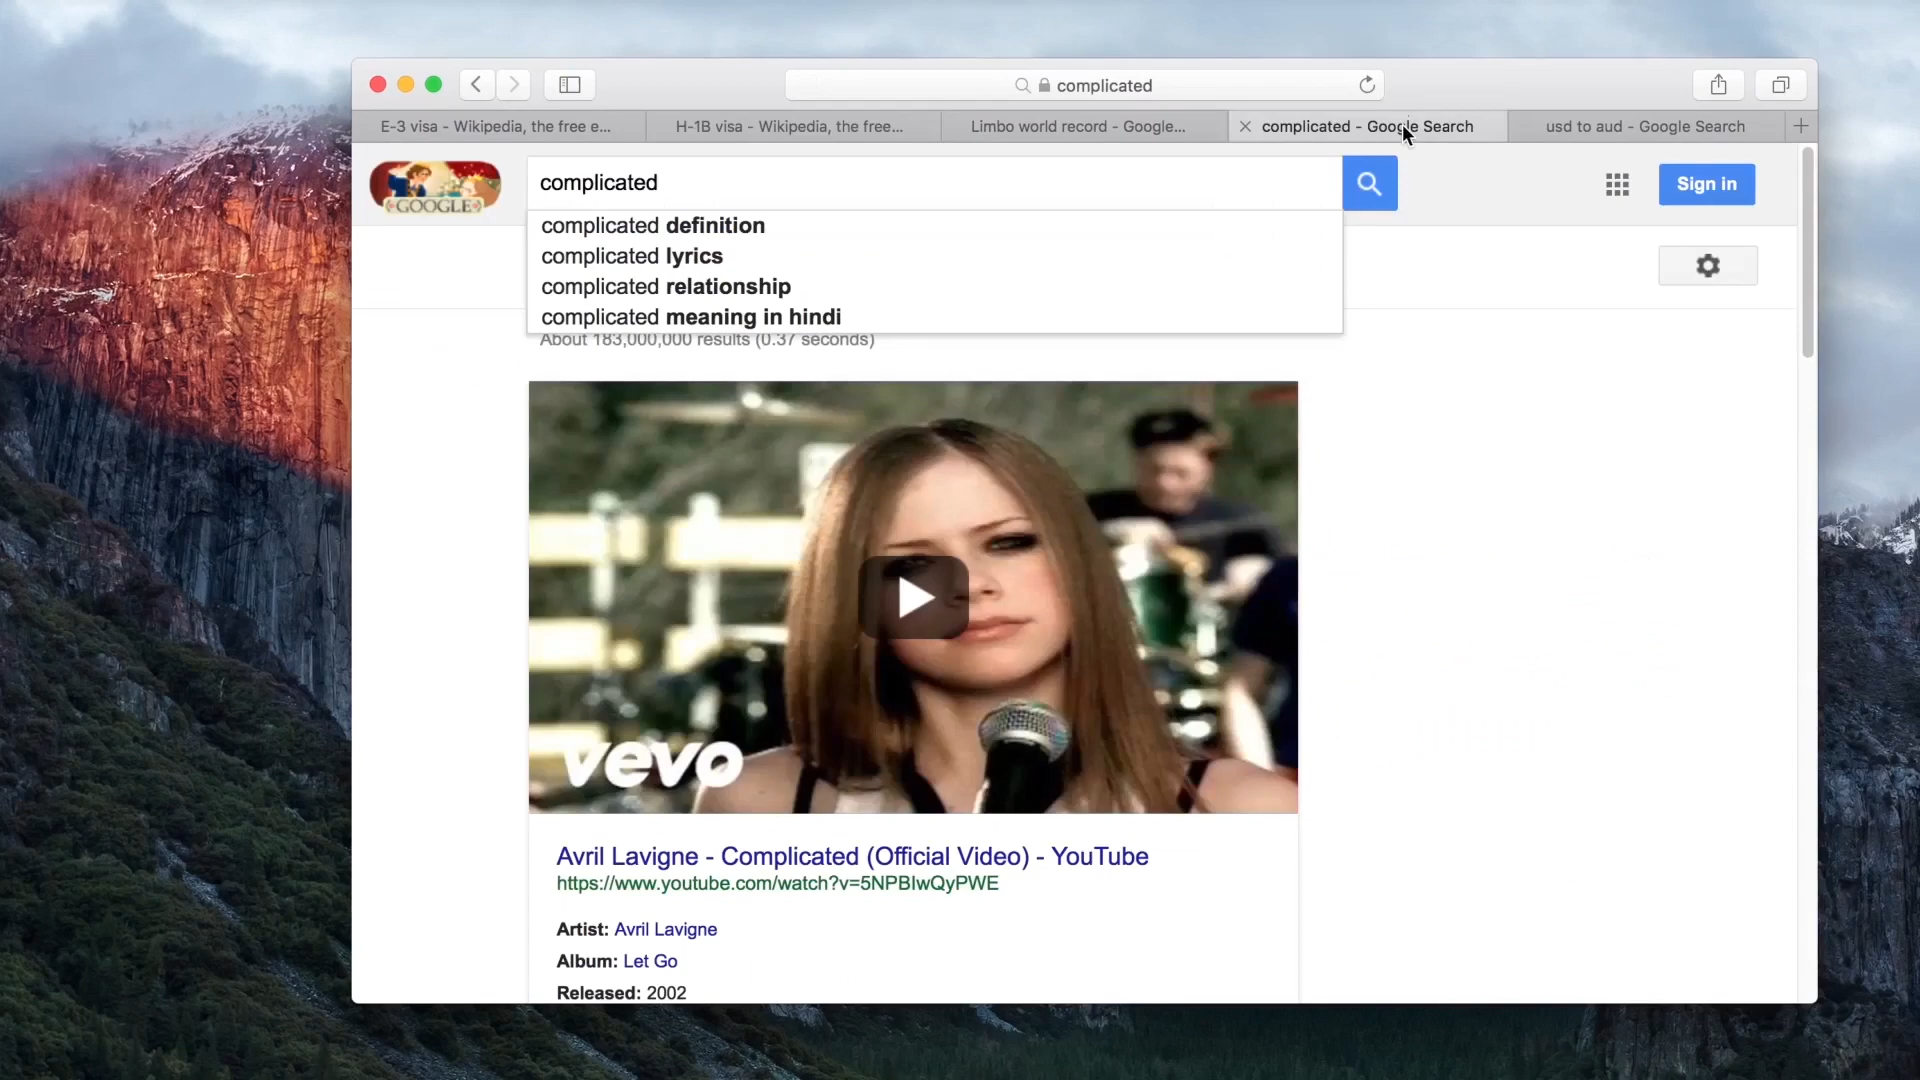 complicated
E-3 visa - Wikipedia, the free e...
H-1B visa - Wikipedia, the free...
Limbo world record - Google...
complicated - Google Search
usd to aud - Google Search
GOOGLE
complicated
Sign in
complicated definition
complicated lyrics
complicated relationship
complicated meaning in hindi
About 183,000,000 results (0.37 seconds)
vevo
Avril Lavigne - Complicated (Official Video) - YouTube
https://www.youtube.com/watch?v=5NPBIwQyPWE
Artist: Avril Lavigne
Album: Let Go
Released: 2002